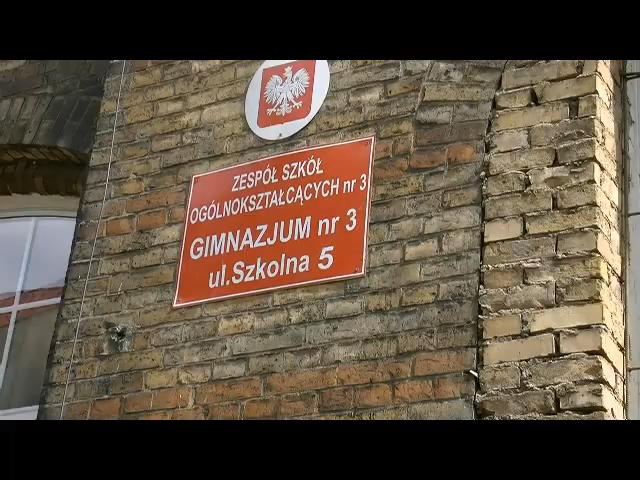 ZESPÓŁ SZKÓŁ
OGÓLNOKSZTAŁCĄCYCH nr 3
GIMNAZJUM nr 3
ul.Szkolna 5